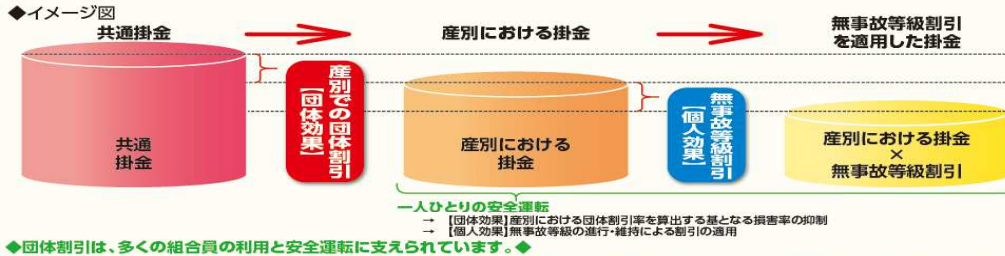 ◆イメージ図
共通掛金
産別における掛金
無事故等級割引
を適用した掛金
産別での団体割引
【団体効果】
無事故等級割引
【個人効果】
共通
掛金
産別における
掛金
産別における掛金
×
無事故等級割引
一人ひとりの安全運転
→ 【団体効果】産別における団体割引率を算出する基となる損害率の抑制
→ 【個人効果】無事故等級の進行・維持による割引の適用
◆団体割引は、多くの組合員の利用と安全運転に支えられています。◆